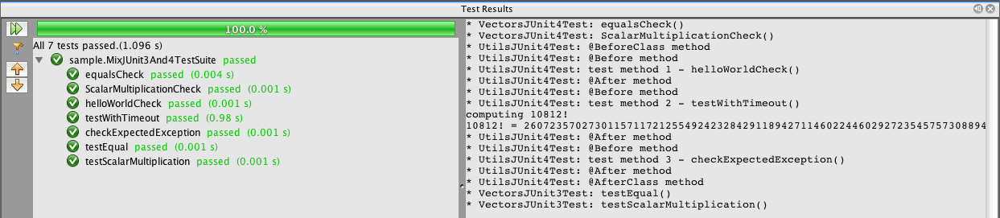 Test Results
100.0 %
All 7 tests passed.(1.096 s)
sample.MixJUnit3And4TestSuite passed
equalsCheck passed (0.004 s)
ScalarMultiplicationCheck passed (0.001 s)
helloWorldCheck passed (0.001 s)
testWithTimeout passed (0.98 s)
checkExpectedException passed (0.001 s)
testEqual passed (0.001 s)
testScalarMultiplication passed (0.001 s)
* VectorsJUnit4Test: equalsCheck()
* VectorsJUnit4Test: ScalarMultiplicationCheck()
* UtilsJUnit4Test: @BeforeClass method
* UtilsJUnit4Test: @Before method
* UtilsJUnit4Test: test method 1 - helloWorldCheck()
* UtilsJUnit4Test: @After method
* UtilsJUnit4Test: @Before method
* UtilsJUnit4Test: test method 2 - testWithTimeout()
computing 10812!
10812! = 260723570273011571172125549242328429118942711460224460292723545757308894
* UtilsJUnit4Test: @After method
* UtilsJUnit4Test: @Before method
* UtilsJUnit4Test: test method 3 - checkExpectedException()
* UtilsJUnit4Test: @After method
* UtilsJUnit4Test: @AfterClass method
* VectorsJUnit3Test: testEqual()
* VectorsJUnit3Test: testScalarMultiplication()